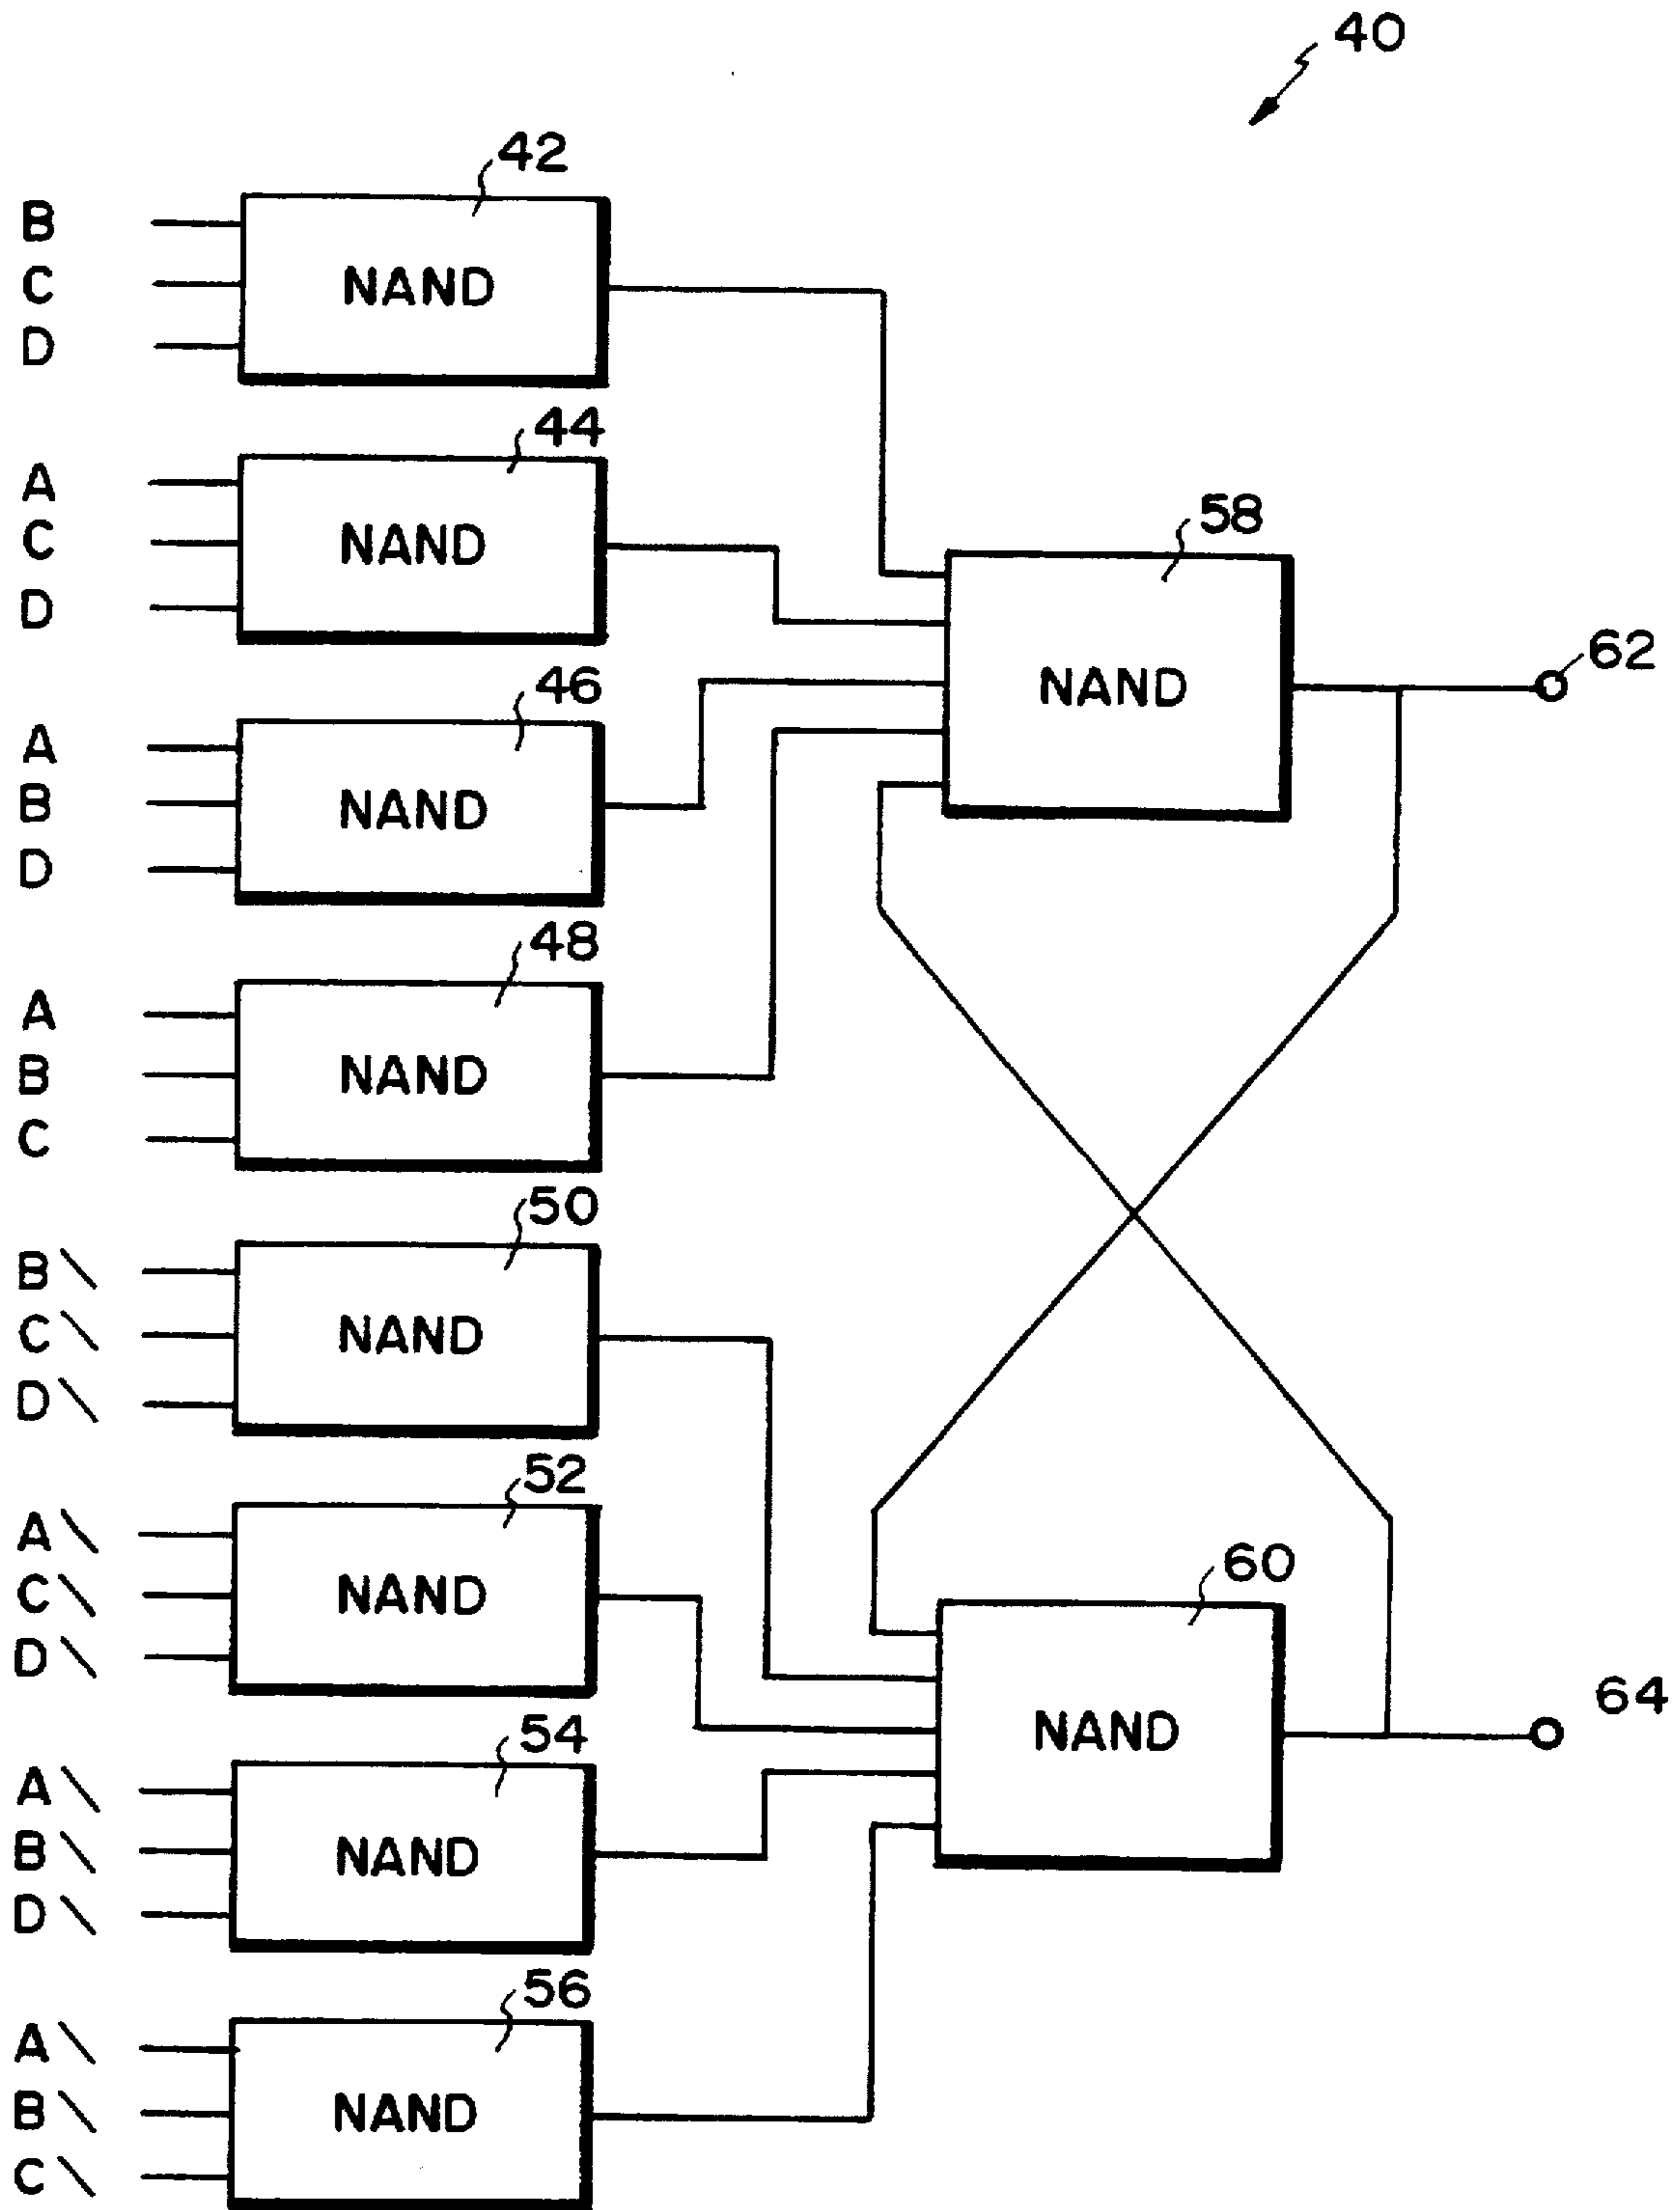 40
42
B
C NAND
D
44
A
C NAND
D
58
NAND
62
46
A
B NAND
D
48
A
B NAND
C
50
B\
C\ NAND
D\
52
A\
C\ NAND
D\
60
NAND
64
54
A\
B\ NAND
D\
56
A\
B\ NAND
C\